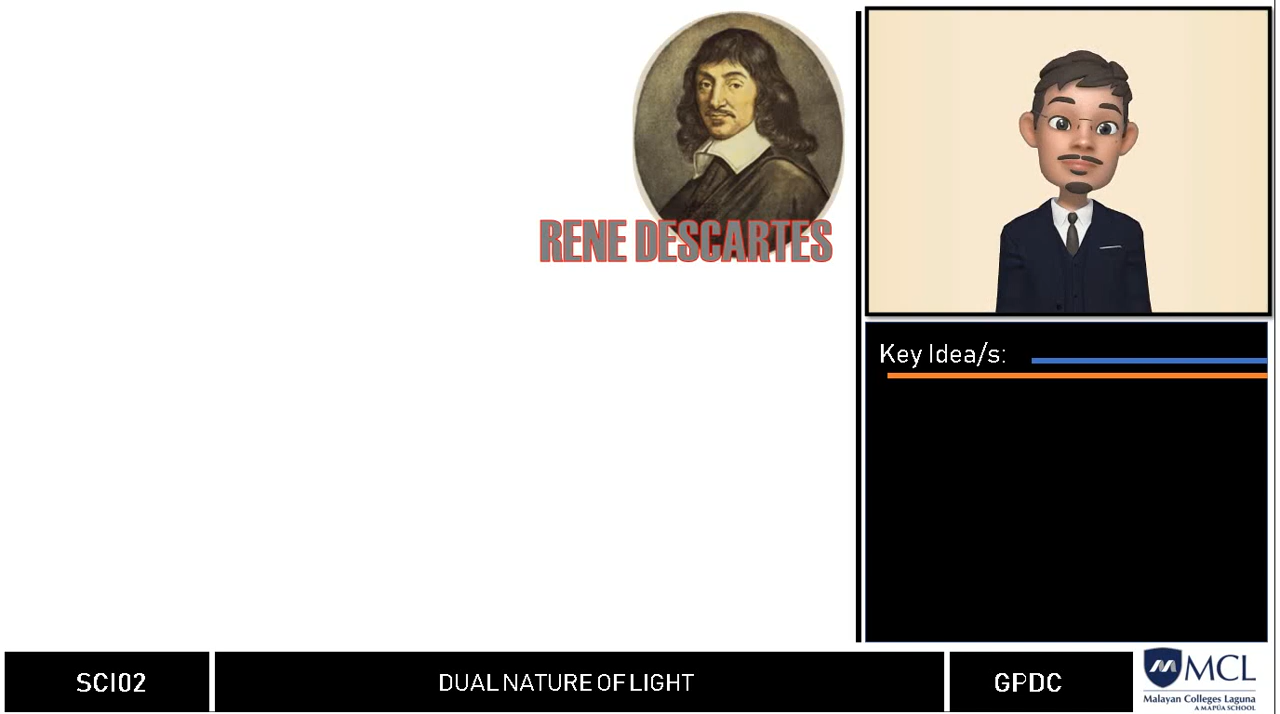 RENE DESCARTES
Key Idea/s:
SCI02
DUAL NATURE OF LIGHT
GPDC
MCL
Malayan Colleges Laguna
A MAPÚA SCHOOL